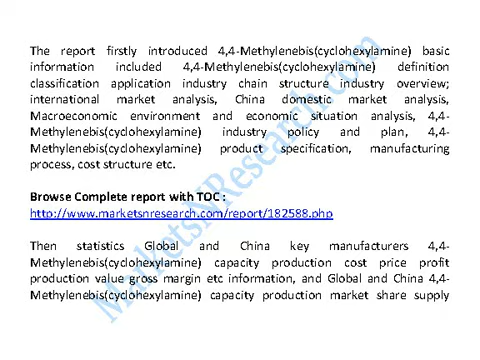 The report firstly introduced 4,4-Methylenebis(cyclohexylamine) basic
information included 4,4-Methylenebis(cyclohexylamine) definition
classification application industry chain structure industry overview;
international market analysis, China domestic market analysis,
Macroeconomic environment and economic situation analysis, 4,4-
Methylenebis(cyclohexylamine) industry policy and plan, 4,4-
Methylenebis(cyclohexylamine) product specification, manufacturing
process, cost structure etc.
Browse Complete report with TOC :
http://www.marketsnresearch.com/report/182588.php
Then statistics Global and China key manufacturers 4,4-
Methylenebis(cyclohexylamine) capacity production cost price profit
production value gross margin etc information, and Global and China 4,4-
Methylenebis(cyclohexylamine) capacity production market share supply
MarketsNResearch.com